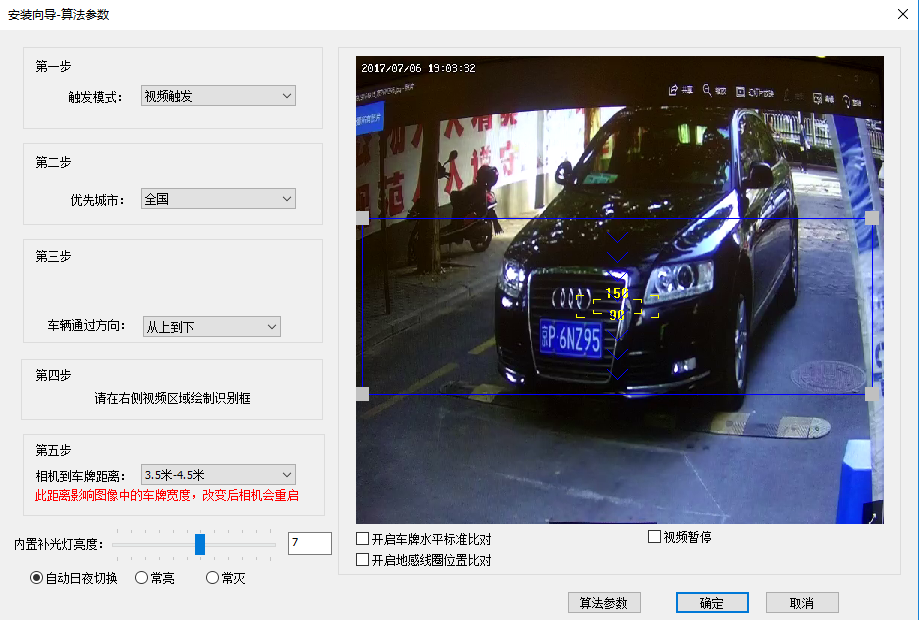 安装向导-算法参数
第一步
触发模式：
视频触发
第二步
优先城市：
全国
第三步
车辆通过方向：
从上到下
第四步
请在右侧视频区域绘制识别框
第五步
相机到车牌距离：
3.5米-4.5米
此距离影响图像中的车牌宽度，改变后相机会重启
内置补光灯亮度：
7
自动日夜切换
常亮
常灭
2017/07/06 19:03:32
共享
缩放
150
90
京P·6NZ95
开启车牌水平标准比对
视频暂停
开启地感线圈位置比对
算法参数
确定
取消